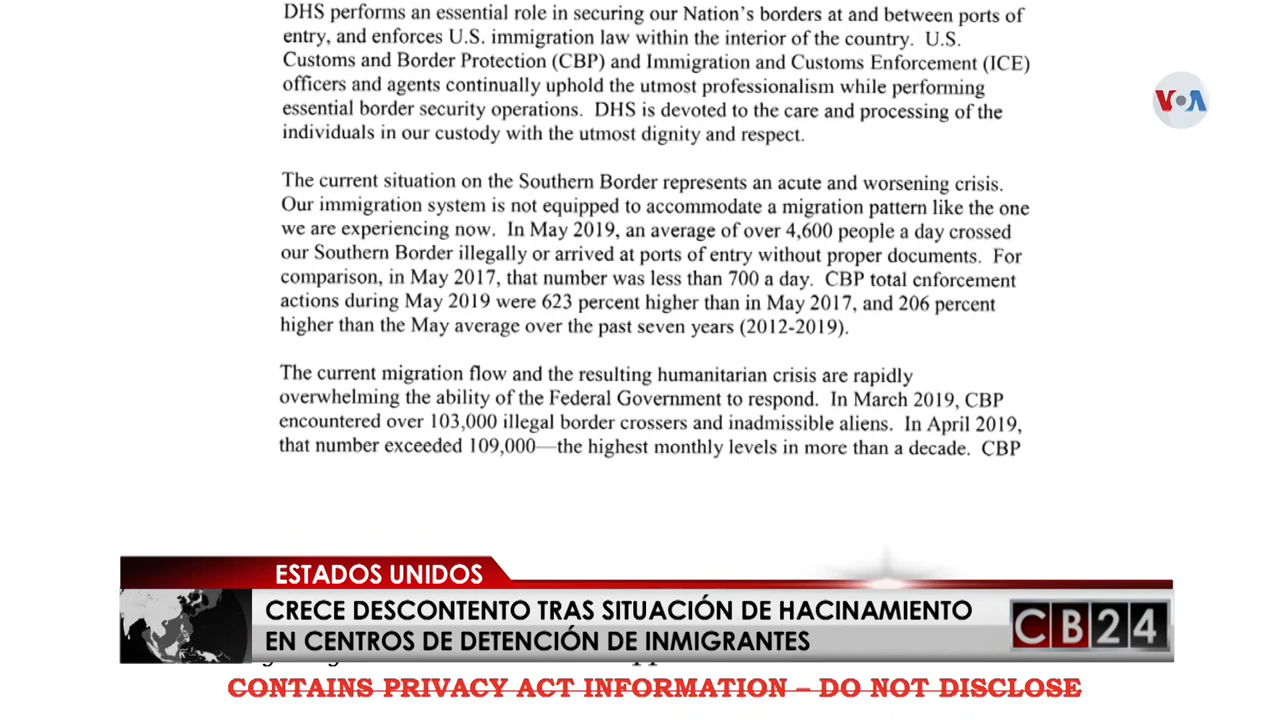 DHS performs an essential role in securing our Nation's borders at and between ports of
entry, and enforces U.S. immigration law within the interior of the country. U.S.
Customs and Border Protection (CBP) and Immigration and Customs Enforcement (ICE)
officers and agents continually uphold the utmost professionalism while performing
essential border security operations. DHS is devoted to the care and processing of the
individuals in our custody with the utmost dignity and respect.
VOA
The current situation on the Southern Border represents an acute and worsening crisis.
Our immigration system is not equipped to accommodate a migration pattern like the one
we are experiencing now. In May 2019, an average of over 4,600 people a day crossed
our Southern Border illegally or arrived at ports of entry without proper documents. For
comparison, in May 2017, that number was less than 700 a day. CBP total enforcement
actions during May 2019 were 623 percent higher than in May 2017, and 206 percent
higher than the May average over the past seven years (2012-2019).
The current migration flow and the resulting humanitarian crisis are rapidly
overwhelming the ability of the Federal Government to respond. In March 2019, CBP
encountered over 103,000 illegal border crossers and inadmissible aliens. In April 2019,
that number exceeded 109,000—the highest monthly levels in more than a decade. CBP
ESTADOS UNIDOS
CRECE DESCONTENTO TRAS SITUACIÓN DE HACINAMIENTO
EN CENTROS DE DETENCIÓN DE INMIGRANTES
CB24
CONTAINS PRIVACY ACT INFORMATION – DO NOT DISCLOSE